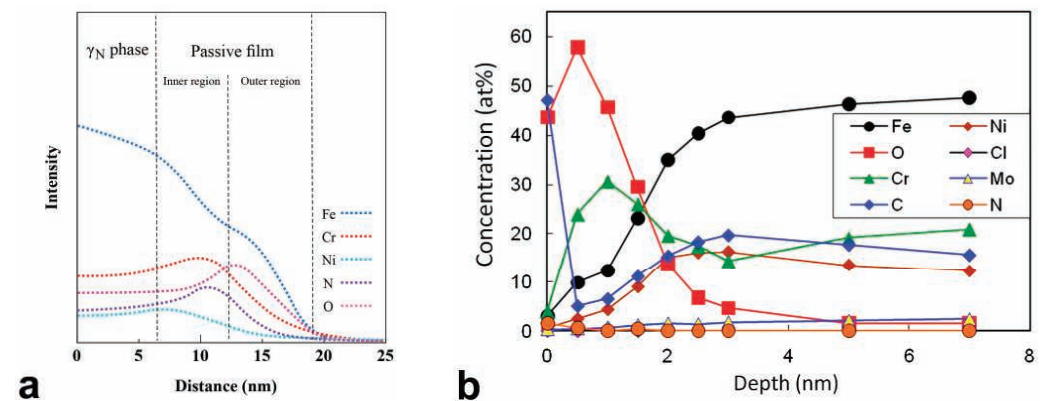 γN phase
Passive film
Inner region
Outer region
Intensity
Fe
Cr
Ni
N
O
0 5 10 15 20 25
Distance (nm)
a
b
60
50
40
30
20
10
0
Concentration (at%)
Fe Ni
O Cl
Cr Mo
C N
0 2 4 6 8
Depth (nm)